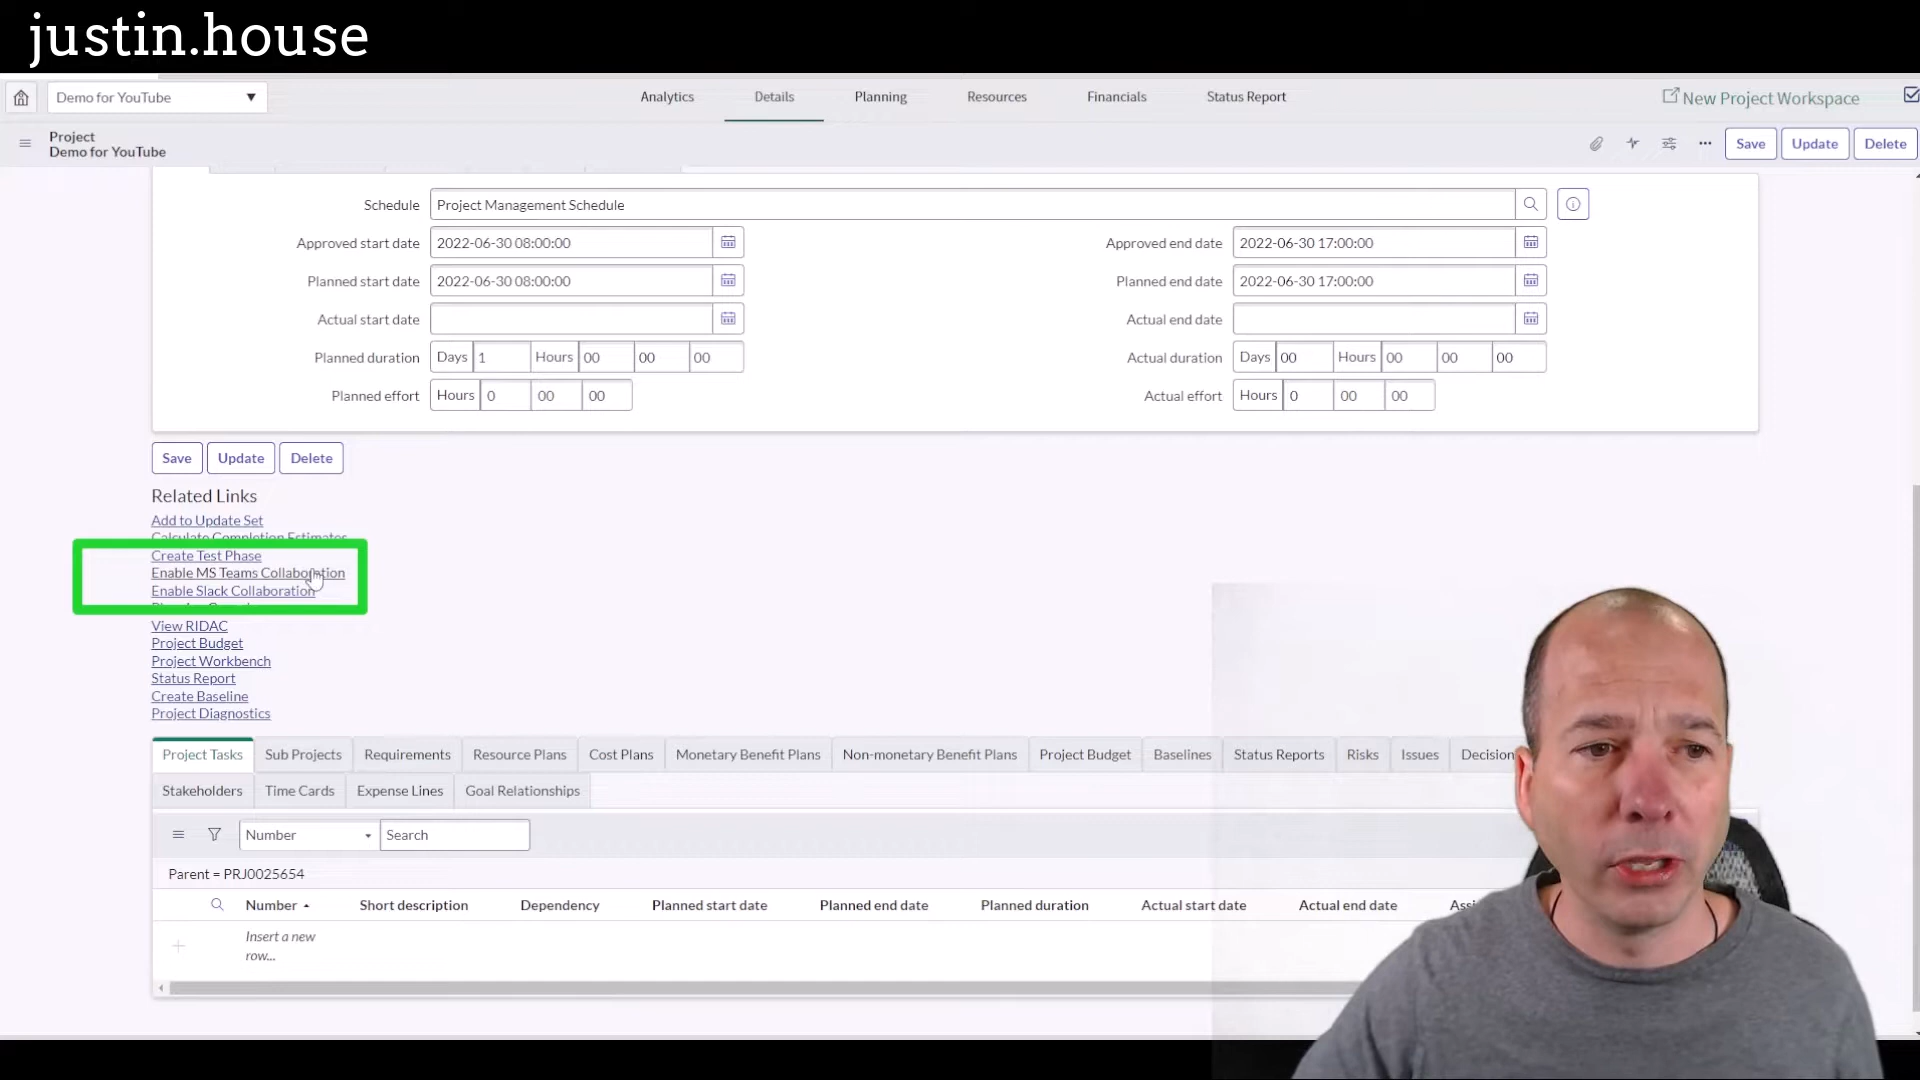 justin.house
Demo for YouTube
Analytics
Details
Planning
Resources
Financials
Status Report
New Project Workspace
Project
Demo for YouTube
Save
Update
Delete
Schedule
Project Management Schedule
Approved start date
2022-06-30 08:00:00
Approved end date
2022-06-30 17:00:00
Planned start date
2022-06-30 08:00:00
Planned end date
2022-06-30 17:00:00
Actual start date
Actual end date
Planned duration
Days 1 Hours 00 00 00
Actual duration
Days 00 Hours 00 00 00
Planned effort
Hours 0 00 00
Actual effort
Hours 0 00 00
Save
Update
Delete
Related Links
Add to Update Set
Calculate Completion Estimates
Create Test Phase
Enable MS Teams Collaboration
Enable Slack Collaboration
View RIDAC
Project Budget
Project Workbench
Status Report
Create Baseline
Project Diagnostics
Project Tasks
Sub Projects
Requirements
Resource Plans
Cost Plans
Monetary Benefit Plans
Non-monetary Benefit Plans
Project Budget
Baselines
Status Reports
Risks
Issues
Decision
Stakeholders
Time Cards
Expense Lines
Goal Relationships
Number
Search
Parent = PRJ0025654
Number
Short description
Dependency
Planned start date
Planned end date
Planned duration
Actual start date
Actual end date
Insert a new
row...